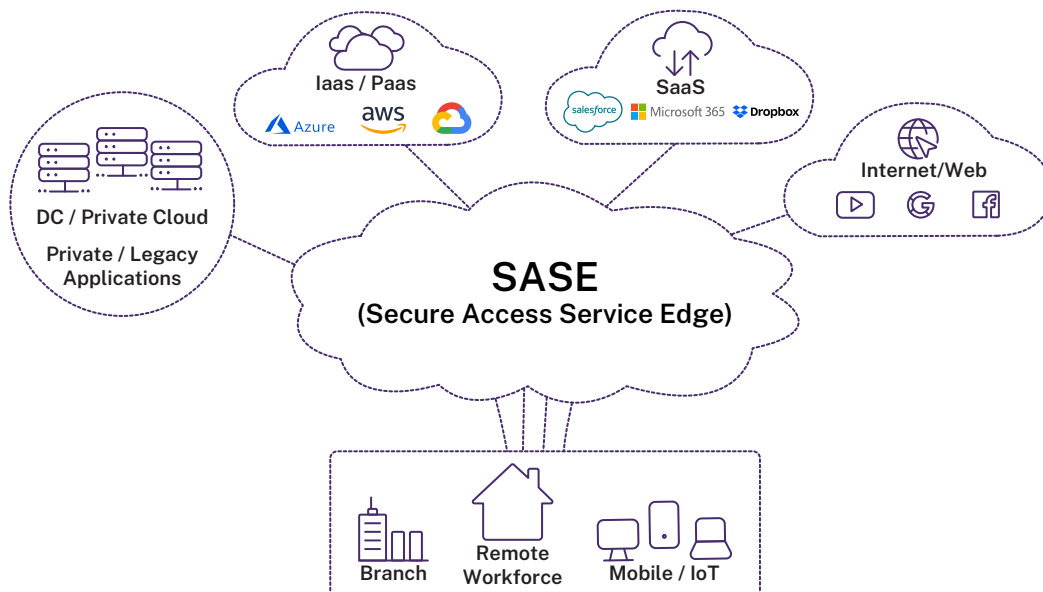 Iaas / Paas
Azure
aws
SaaS
salesforce
Microsoft 365
Dropbox
Internet/Web
DC / Private Cloud
Private / Legacy
Applications
SASE
(Secure Access Service Edge)
Branch
Remote
Workforce
Mobile / IoT